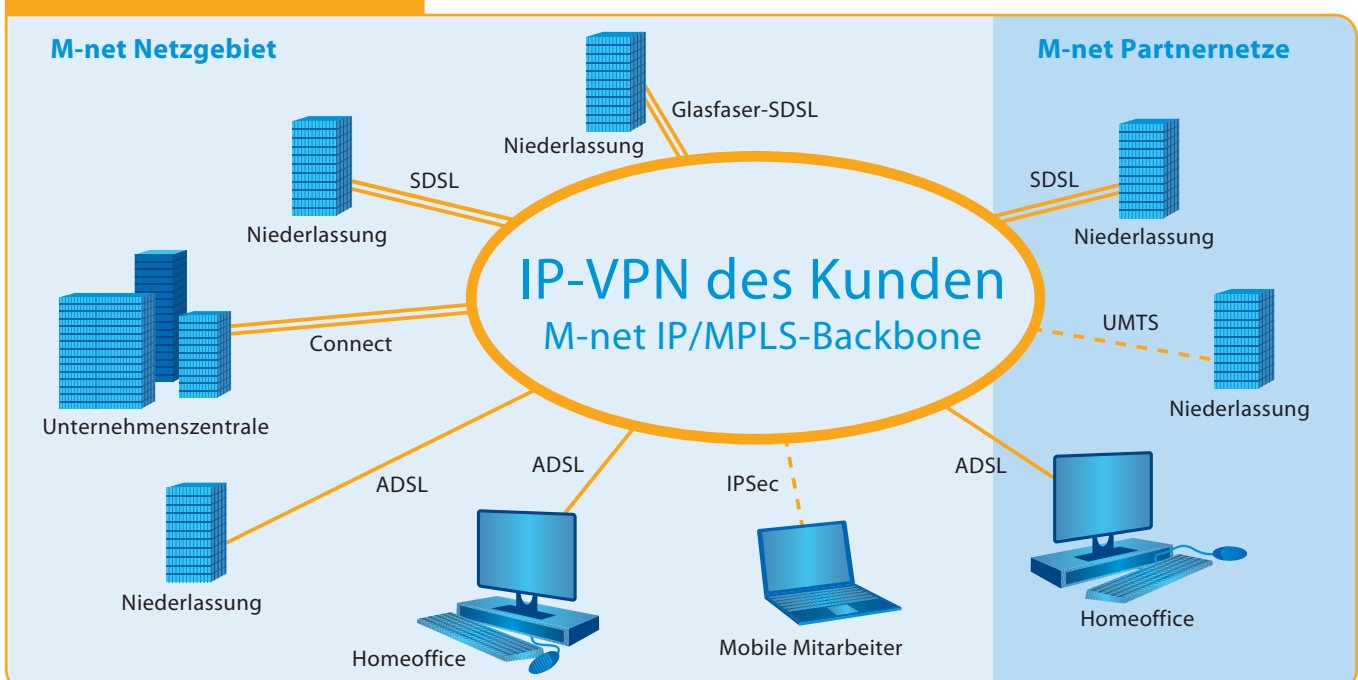 M-net Netzgebiet
M-net Partnernetze
Glasfaser-SDSL
Niederlassung
SDSL
SDSL
Niederlassung
Niederlassung
IP-VPN des Kunden
M-net IP/MPLS-Backbone
UMTS
Connect
Niederlassung
Unternehmenszentrale
ADSL
ADSL
IPSec
ADSL
Niederlassung
Homeoffice
Mobile Mitarbeiter
Homeoffice